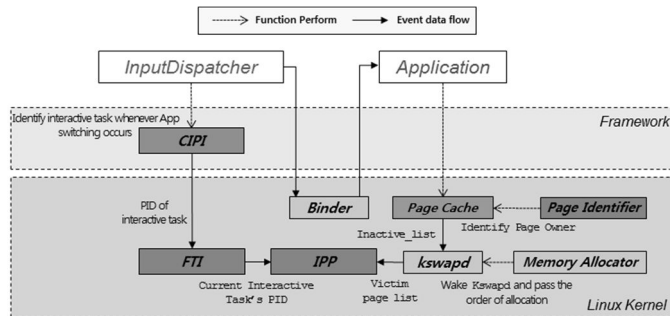 Function Perform
Event data flow
InputDispatcher
Application
Identify interactive task whenever App
switching occurs
Framework
CIPI
PID of
interactive task
Binder
Page Cache
Page Identifier
Inactive_list
Identify Page Owner
FTI
IPP
kswapd
Memory Allocator
Current Interactive
Task's PID
Victim
page list
Wake Kswapd and pass the
order of allocation
Linux Kernel